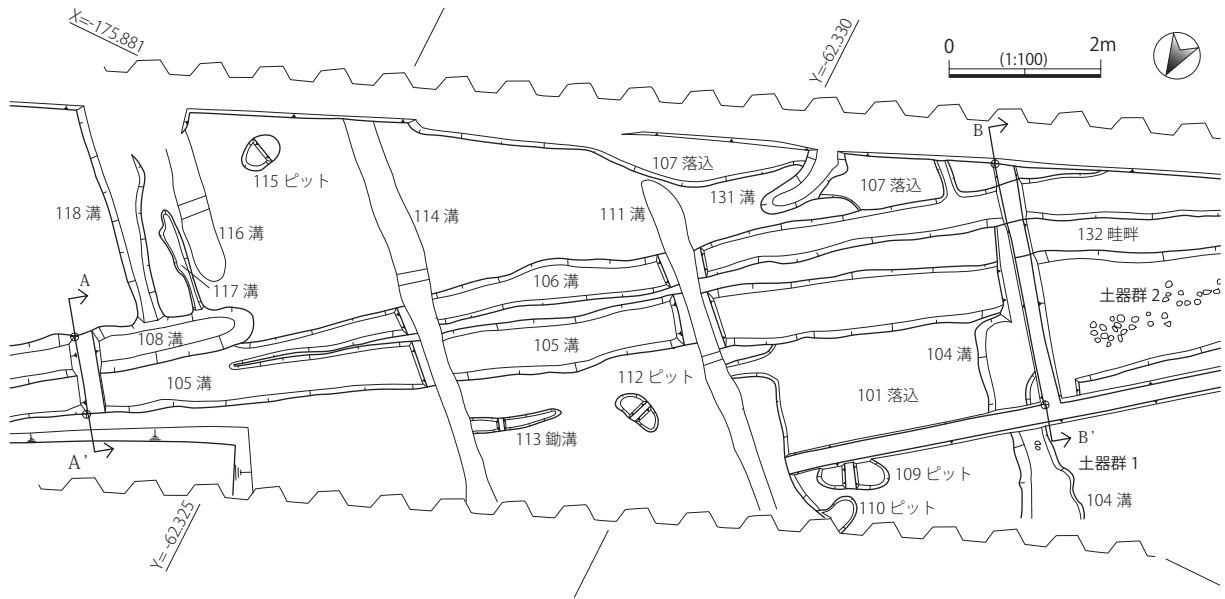 X=-175.881
Y=-62.330
0
2m
(1:100)
B
107 落込
115 ピット
107 落込
118 溝
116 溝
114 溝
111 溝
131 溝
132 畦畔
117 溝
106 溝
A
土器群 2
108 溝
105 溝
105 溝
104 溝
112 ピット
101 落込
113 鋤溝
A'
B'
土器群 1
109 ピット
110 ピット
104 溝
Y=-62.325